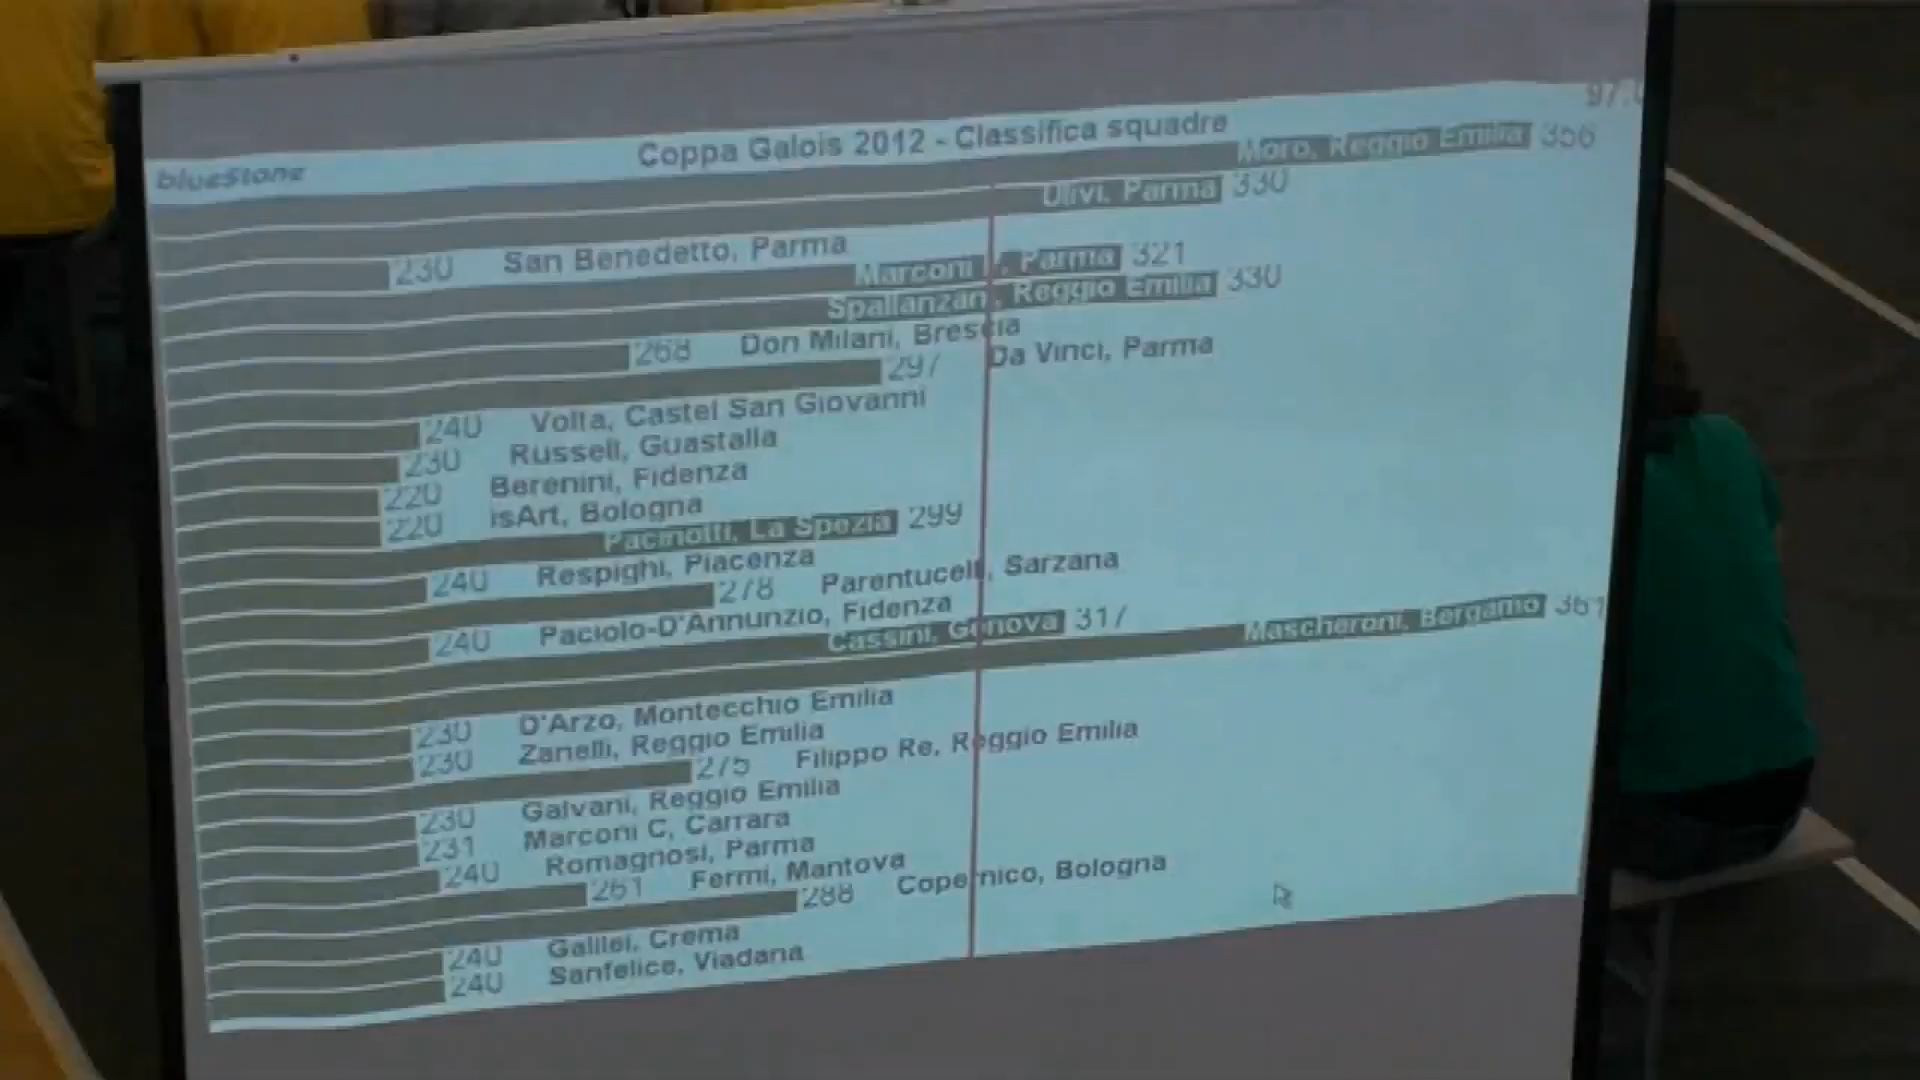 97.0
Coppa Galois 2012 - Classifica squadre
blueStone
Moro, Reggio Emilia 356
Ulivi, Parma 330
230 San Benedetto, Parma
Marconi , Parma 321
Spallanzani, Reggio Emilia 330
268 Don Milani, Brescia
297 Da Vinci, Parma
240 Volta, Castel San Giovanni
230 Russell, Guastalla
220 Berenini, Fidenza
220 IsArt, Bologna
Pacinotti, La Spezia 299
240 Respighi, Piacenza
278 Parentucelli, Sarzana
240 Paciolo-D'Annunzio, Fidenza
Cassini, Genova 317
Mascheroni, Bergamo 361
230 D'Arzo, Montecchio Emilia
230 Zanelli, Reggio Emilia
275 Filippo Re, Reggio Emilia
230 Galvani, Reggio Emilia
231 Marconi C, Carrara
240 Romagnosi, Parma
261 Fermi, Mantova
288 Copernico, Bologna
240 Galilei, Crema
240 Sanfelice, Viadana